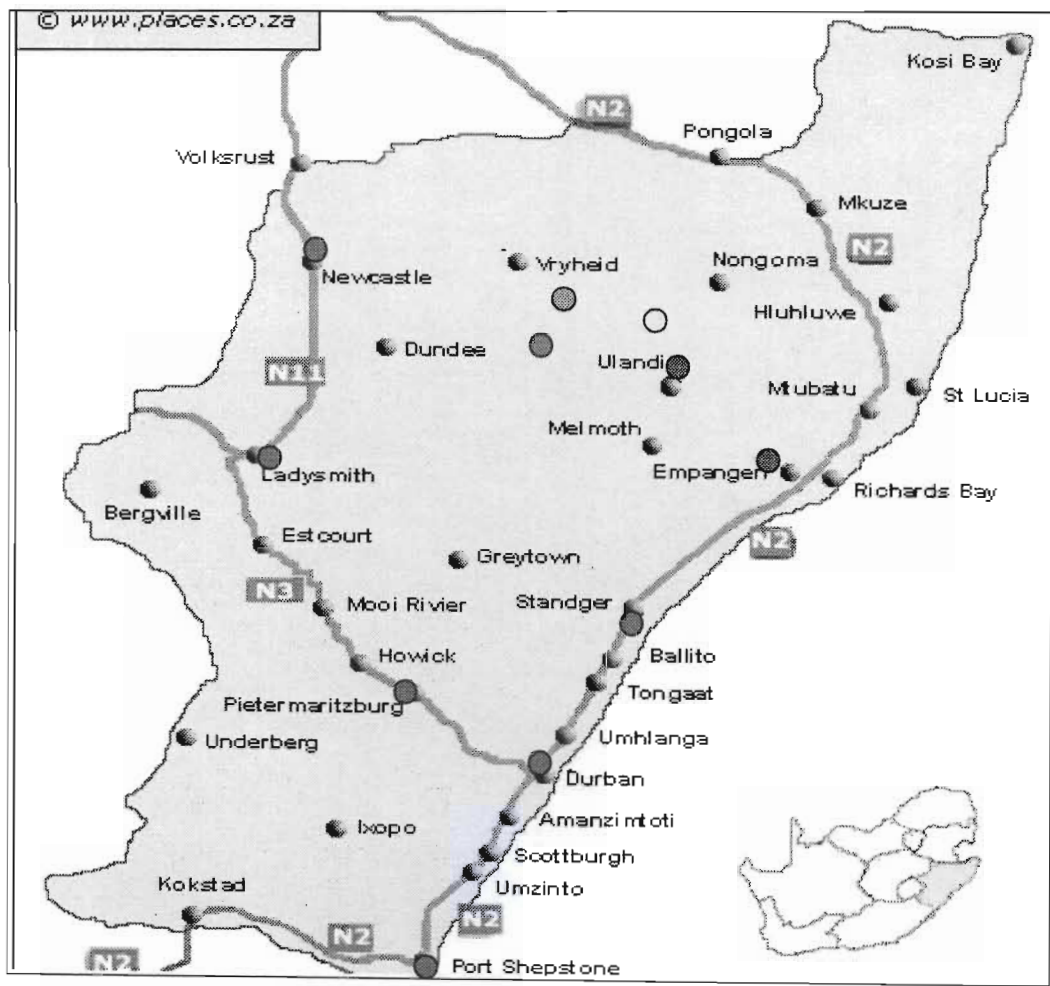 © www.places.co.za
Kosi Bay
N2
Pongola
Volksrust
Mkuze
N2
Vryheid
Nongoma
Newcastle
Hluhluwe
Dundee
Ulandi
N11
Mtubatu
St Lucia
Melmoth
Empangeni
Ladysmith
Richards Bay
Bergville
Estcourt
N2
Greytown
N3
Mooi Rivier
Standger
Howick
Ballito
Tongaat
Pietermaritzburg
Underberg
Umhlanga
Durban
Amanzimtoti
Ixopo
Scottburgh
Kokstad
Umzinto
N2
N2
N2
Port Shepstone